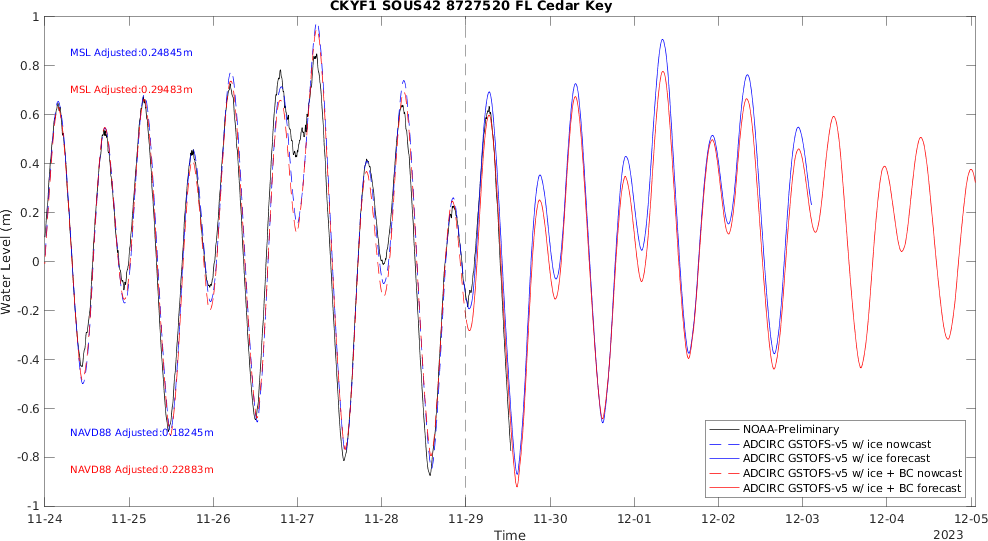 CKYF1 SOUS42 8727520 FL Cedar Key
1
0.8
0.6
0.4
0.2
0
-0.2
-0.4
-0.6
-0.8
-1
Water Level (m)
MSL Adjusted:0.24845m
MSL Adjusted:0.29483m
NAVD88 Adjusted:0.18245m
NAVD88 Adjusted:0.22883m
NOAA-Preliminary
ADCIRC GSTOFS-v5 w/ ice nowcast
ADCIRC GSTOFS-v5 w/ ice forecast
ADCIRC GSTOFS-v5 w/ ice + BC nowcast
ADCIRC GSTOFS-v5 w/ ice + BC forecast
11-24 11-25 11-26 11-27 11-28 11-29 11-30 12-01 12-02 12-03 12-04 12-05
Time
2023